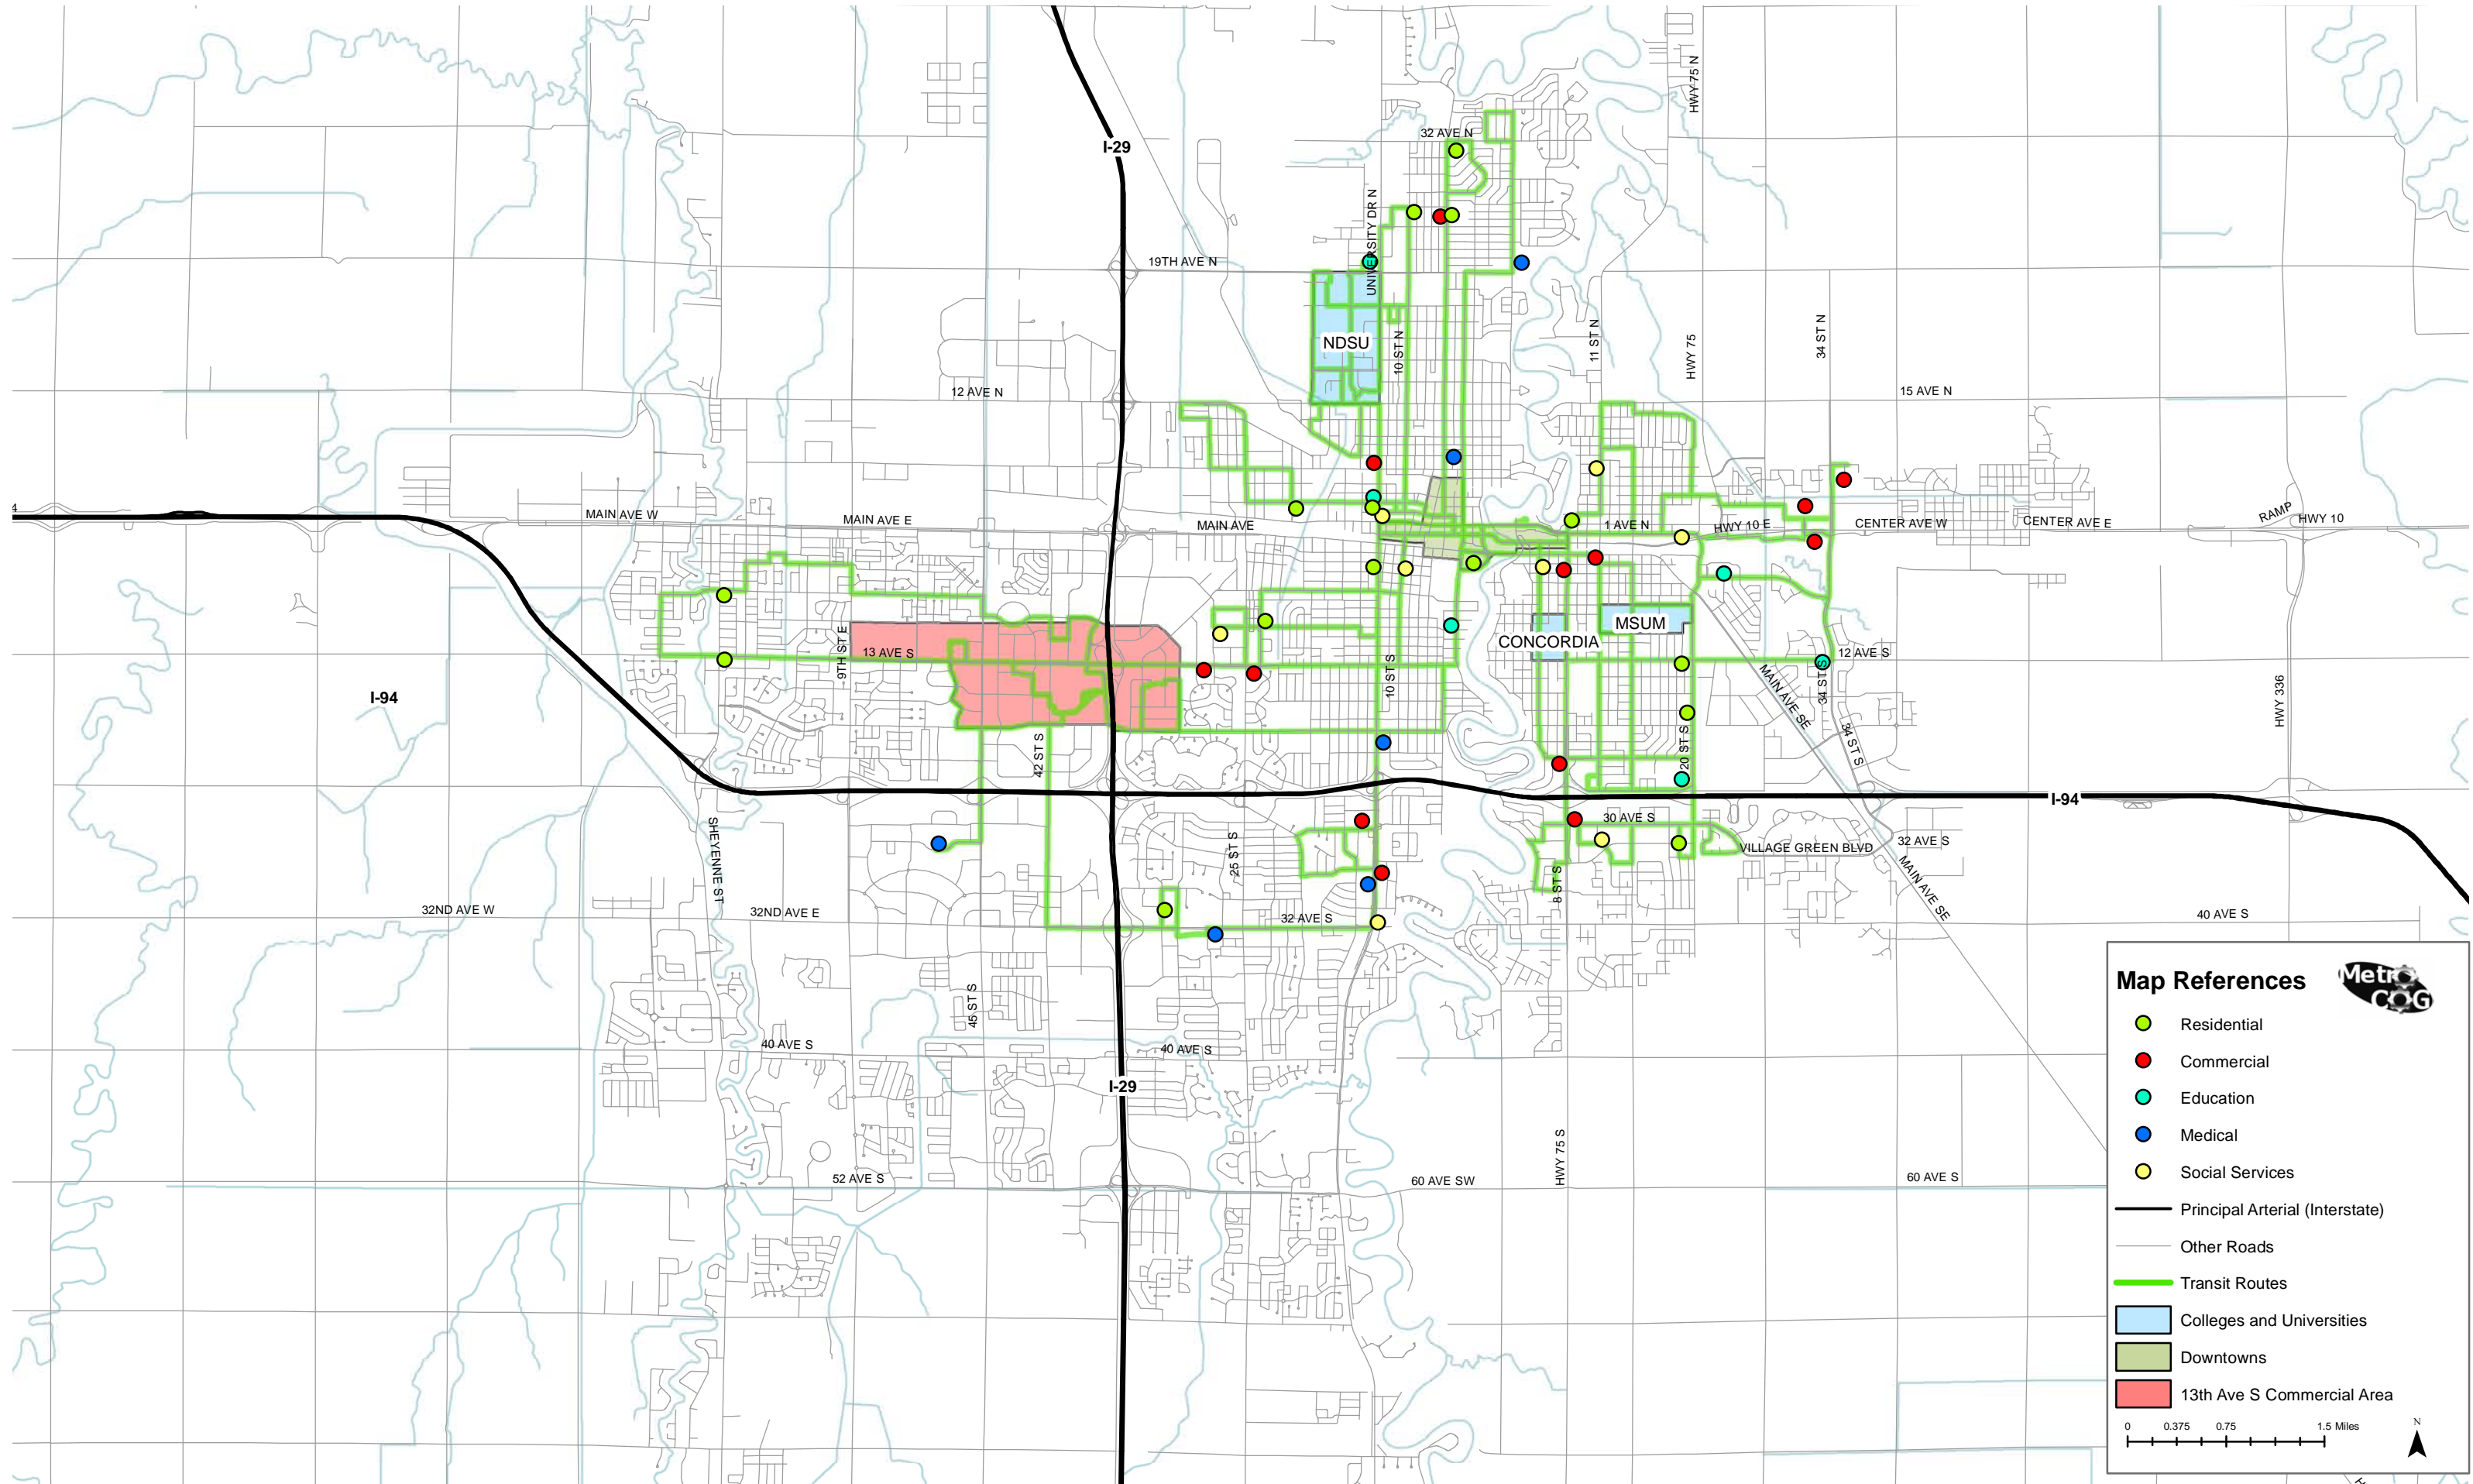 HWY 75 N
32 AVE N
I-29
UNIVERSITY DR N
19TH AVE N
NDSU
10 ST N
11 ST N
HWY 75
34 ST N
12 AVE N
15 AVE N
4
MAIN AVE W
MAIN AVE E
MAIN AVE
1 AVE N
HWY 10 E
CENTER AVE W
CENTER AVE E
RAMP
HWY 10
9TH ST E
13 AVE S
CONCORDIA
MSUM
12 AVE S
I-94
10 ST S
MAIN AVE SE
34 ST S
HWY 336
42 ST S
20 ST S
34 ST S
I-94
SHEYENNE ST
25 ST S
30 AVE S
VILLAGE GREEN BLVD
32 AVE S
8 ST S
MAIN AVE SE
32ND AVE W
32ND AVE E
32 AVE S
40 AVE S
45 ST S
40 AVE S
40 AVE S
I-29
HWY 75 S
52 AVE S
60 AVE SW
60 AVE S
Map References
Metro
COG
Residential
Commercial
Education
Medical
Social Services
Principal Arterial (Interstate)
Other Roads
Transit Routes
Colleges and Universities
Downtowns
13th Ave S Commercial Area
0 0.375 0.75 1.5 Miles
N